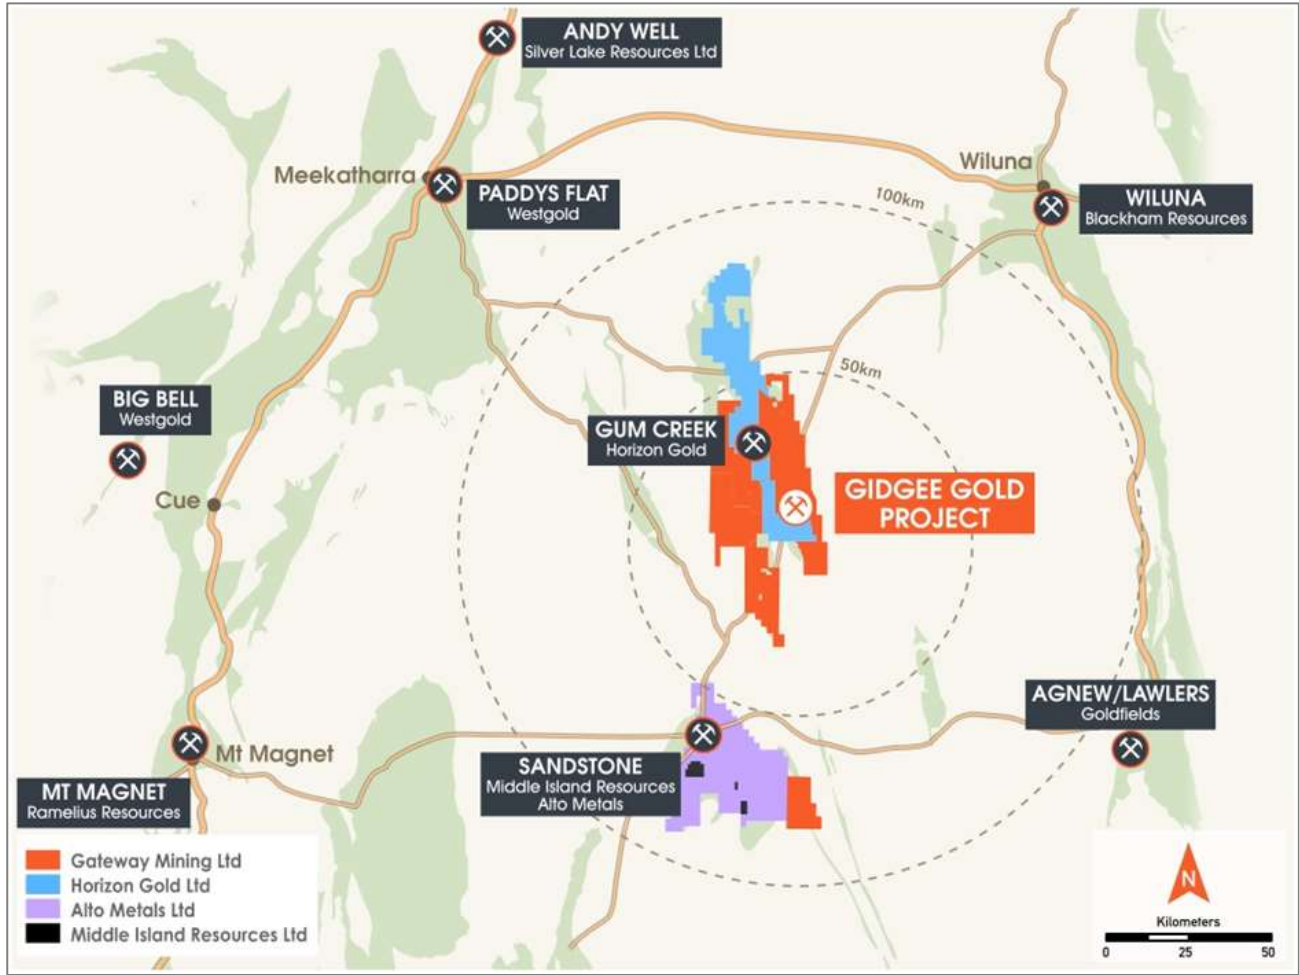 ANDY WELL
Silver Lake Resources Ltd
Meekatharra
PADDYS FLAT
Westgold
Wiluna
WILUNA
Blackham Resources
100km
50km
BIG BELL
Westgold
Cue
GUM CREEK
Horizon Gold
GIDGEE GOLD
PROJECT
AGNEW/LAWLERS
Goldfields
Mt Magnet
MT MAGNET
Ramelius Resources
SANDSTONE
Middle Island Resources
Alto Metals
Gateway Mining Ltd
Horizon Gold Ltd
Alto Metals Ltd
Middle Island Resources Ltd
N
Kilometers
0 25 50